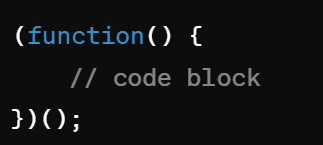 (function() {
    // code block
})();